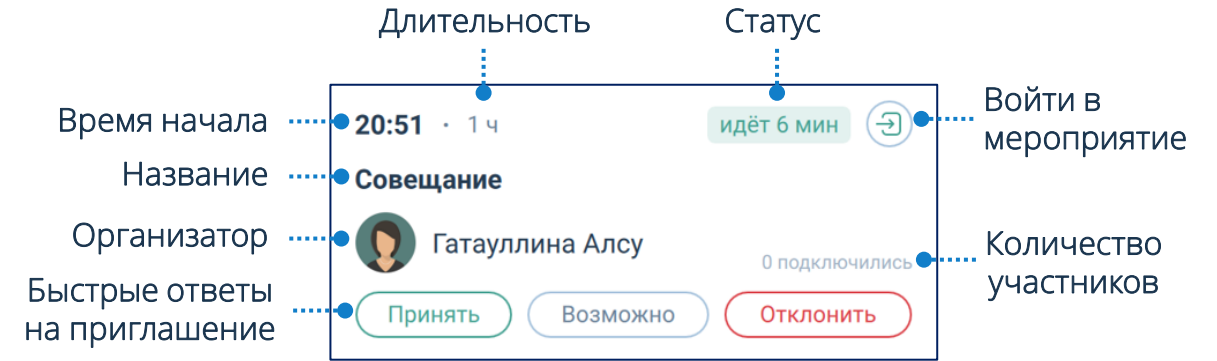 Длительность
Статус
Время начала
20:51 · 1 ч
идёт 6 мин
Войти в
мероприятие
Название
Совещание
Организатор
Гатауллина Алсу
0 подключились
Количество
участников
Быстрые ответы
на приглашение
Принять
Возможно
Отклонить